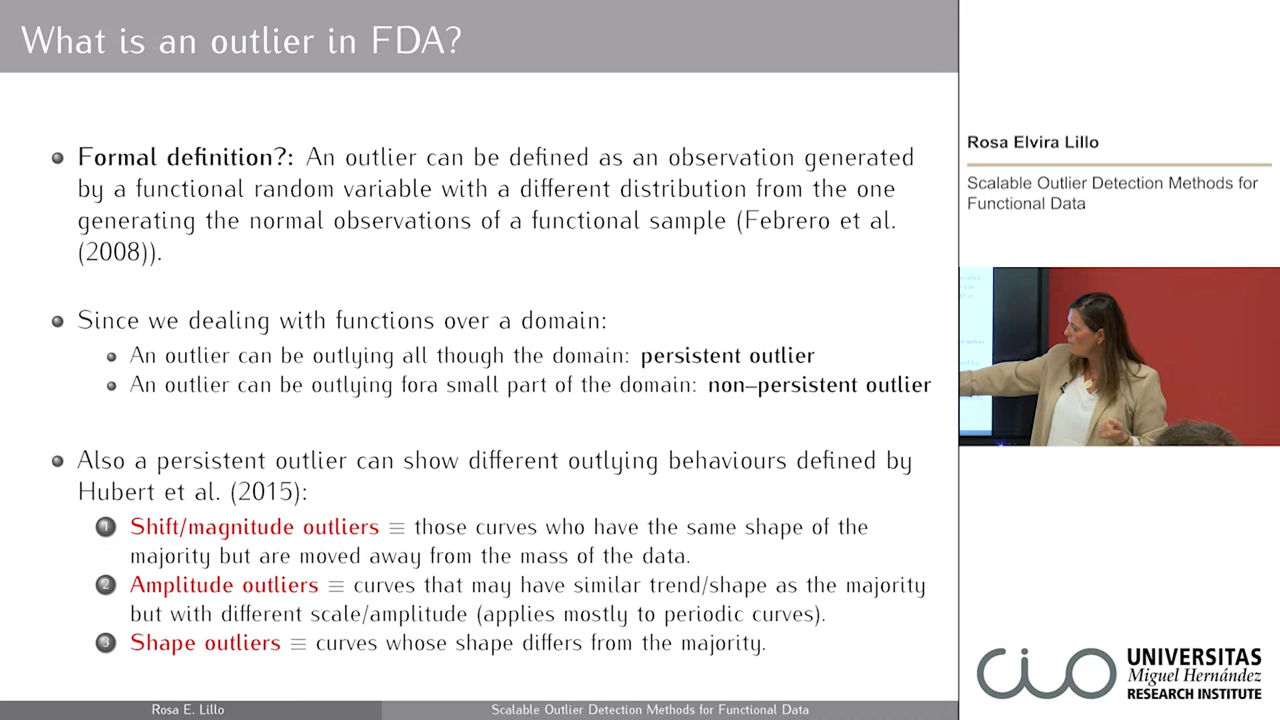 What is an outlier in FDA?
Formal definition?: An outlier can be defined as an observation generated
by a functional random variable with a different distribution from the one
generating the normal observations of a functional sample (Febrero et al.
(2008)).
Since we dealing with functions over a domain:
An outlier can be outlying all though the domain: persistent outlier
An outlier can be outlying fora small part of the domain: non–persistent outlier
Also a persistent outlier can show different outlying behaviours defined by
Hubert et al. (2015):
1 Shift/magnitude outliers ≡ those curves who have the same shape of the
majority but are moved away from the mass of the data.
2 Amplitude outliers ≡ curves that may have similar trend/shape as the majority
but with different scale/amplitude (applies mostly to periodic curves).
3 Shape outliers ≡ curves whose shape differs from the majority.
Rosa E. Lillo
Scalable Outlier Detection Methods for Functional Data
Rosa Elvira Lillo
Scalable Outlier Detection Methods for
Functional Data
cio
UNIVERSITAS
Miguel Hernández
RESEARCH INSTITUTE